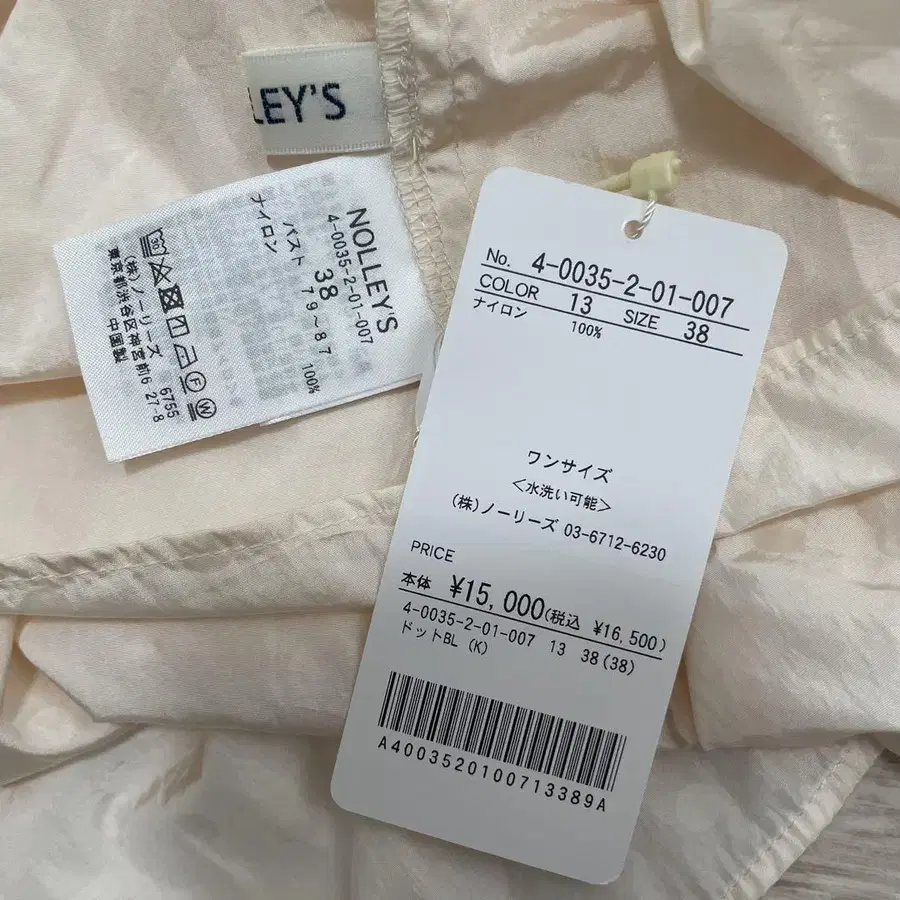 LEY'S
NOLLEY'S
4-0035-2-01-007
38
バスト 79~87
ナイロン 100%
(株)ノーリーズ 6755
東京都渋谷区神宮前6 27-8
中国製
No. 4-0035-2-01-007
COLOR 13 SIZE 38
ナイロン 100%
ワンサイズ
<水洗い可能>
(株)ノーリーズ 03-6712-6230
PRICE
本体 ¥15,000(税込 ¥16,500)
4-0035-2-01-007 13 38(38)
ドットBL (K)
A4003520100713389A